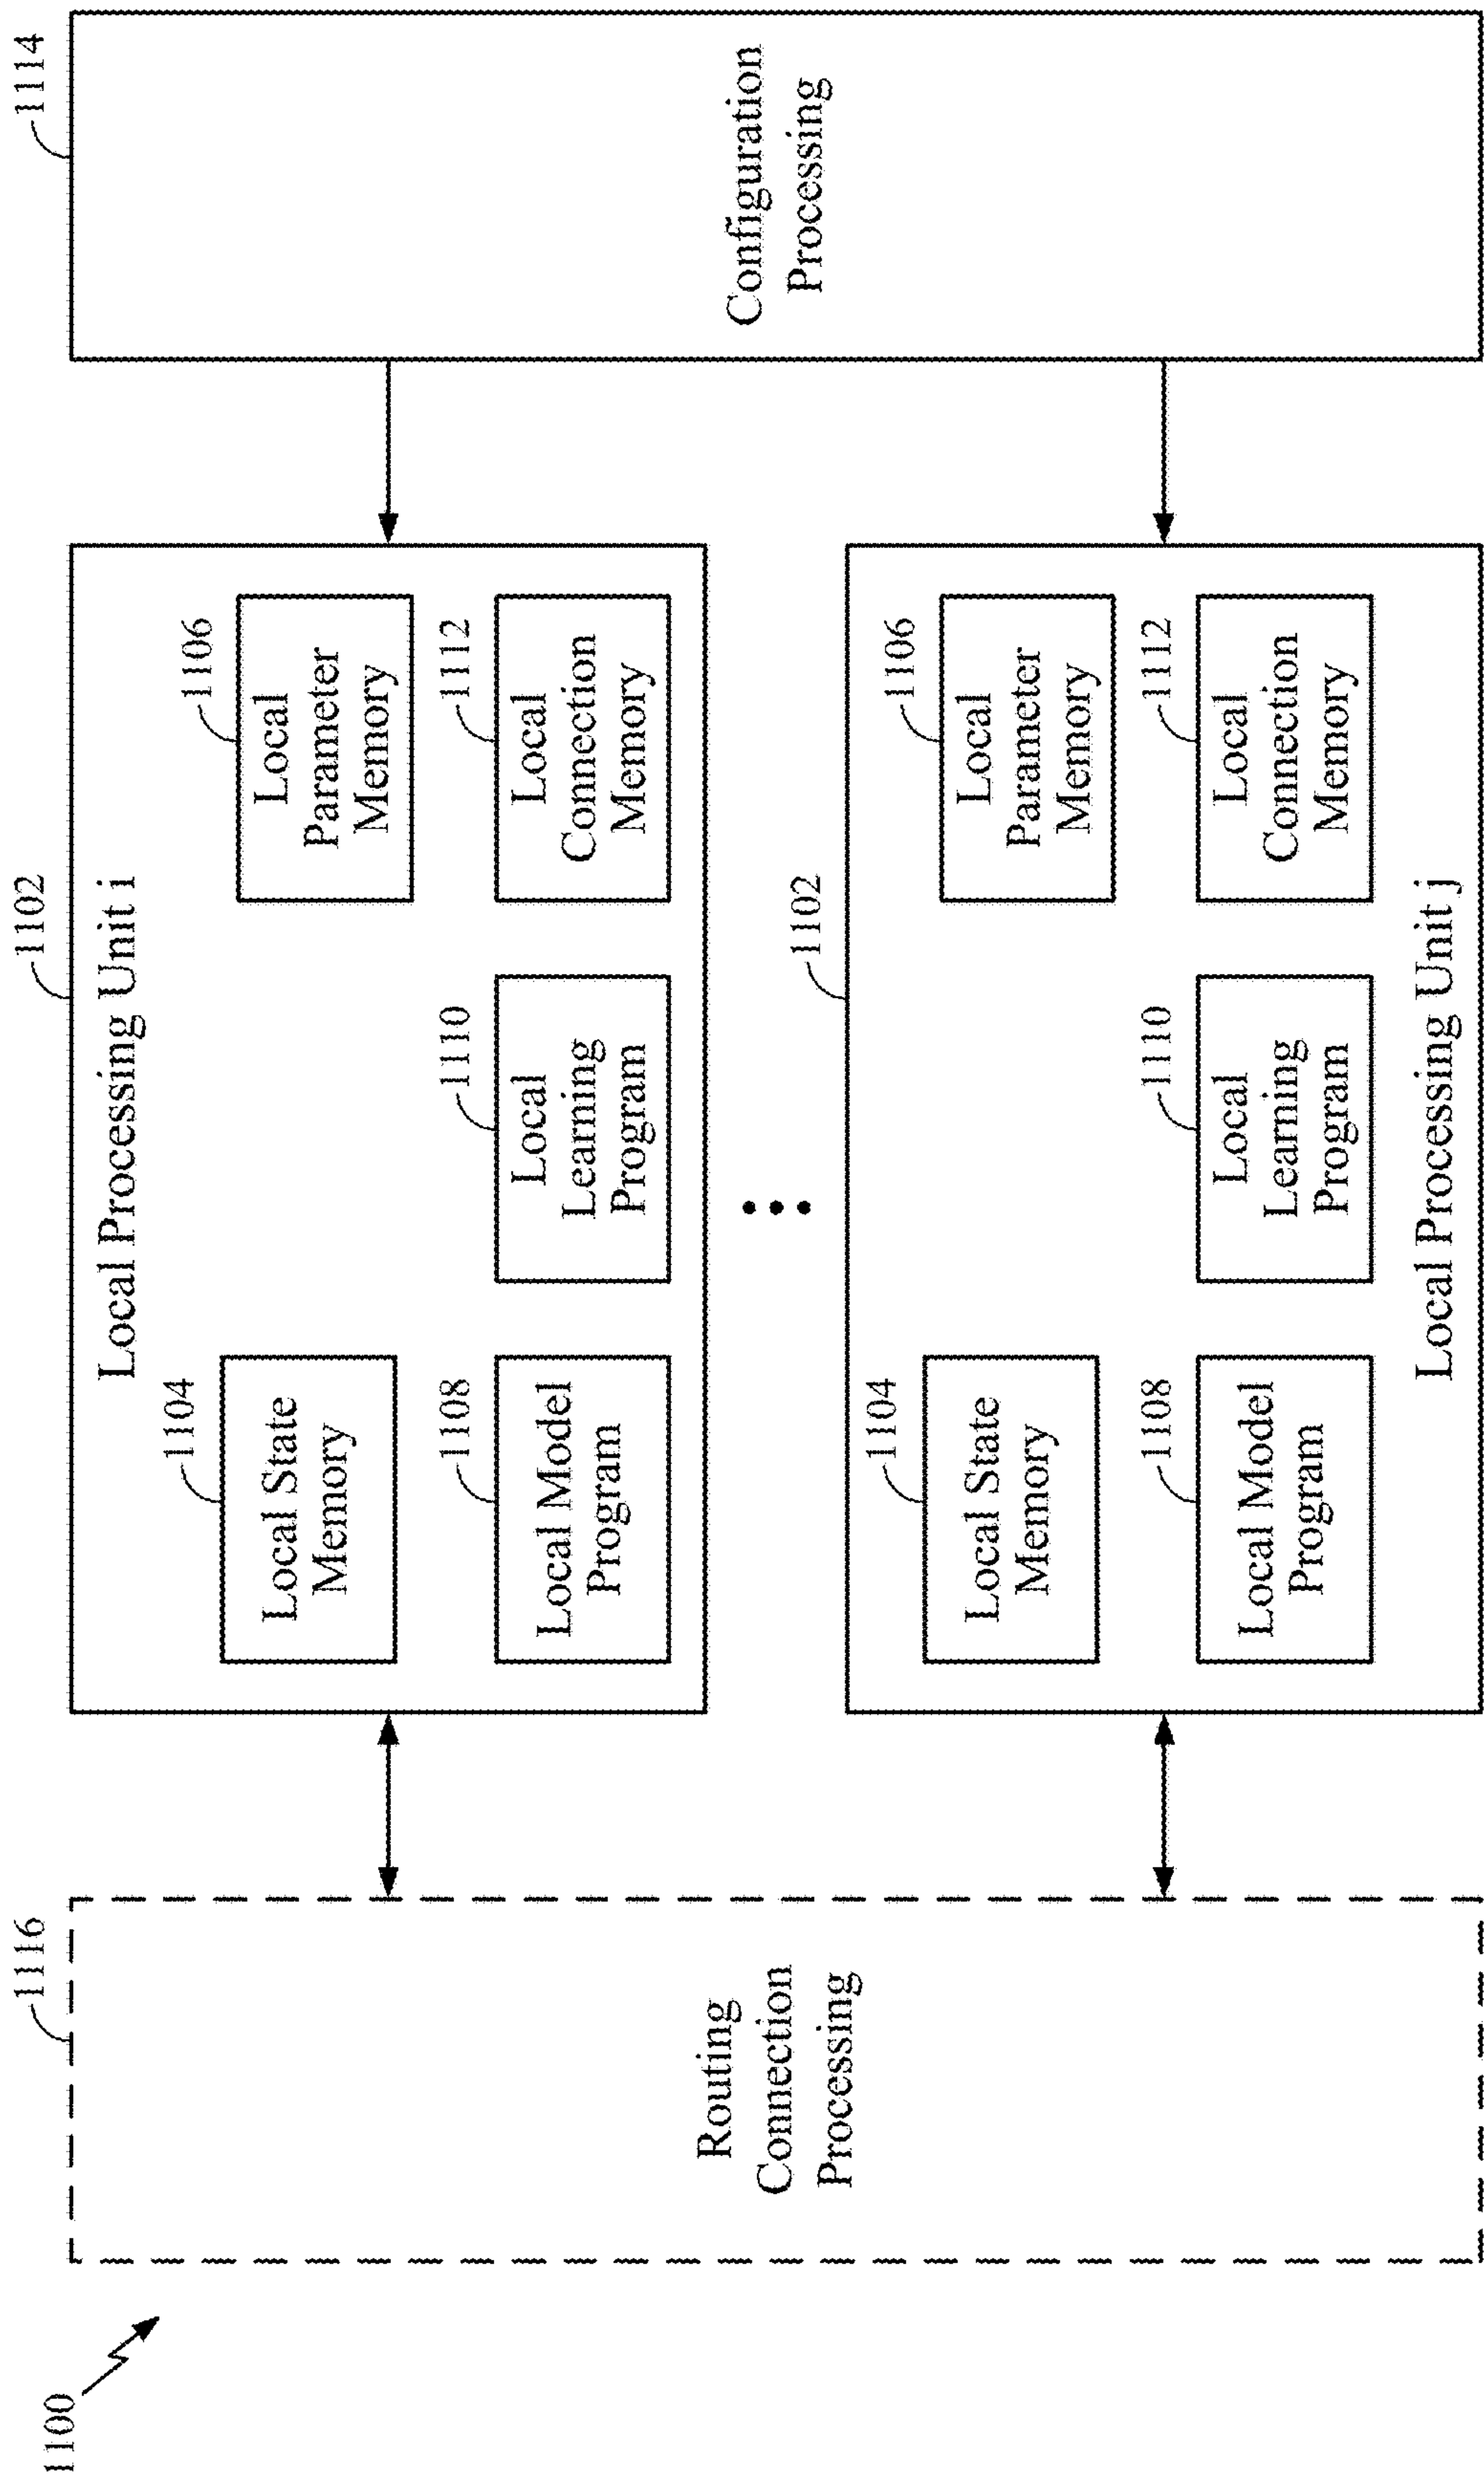 1100
1116
Routing
Connection
Processing
1102
Local Processing Unit i
1104
Local State
Memory
1106
Local
Parameter
Memory
1108
Local Model
Program
1110
Local
Learning
Program
1112
Local
Connection
Memory
1102
1104
Local State
Memory
1106
Local
Parameter
Memory
1108
Local Model
Program
1110
Local
Learning
Program
1112
Local
Connection
Memory
Local Processing Unit j
1114
Configuration
Processing